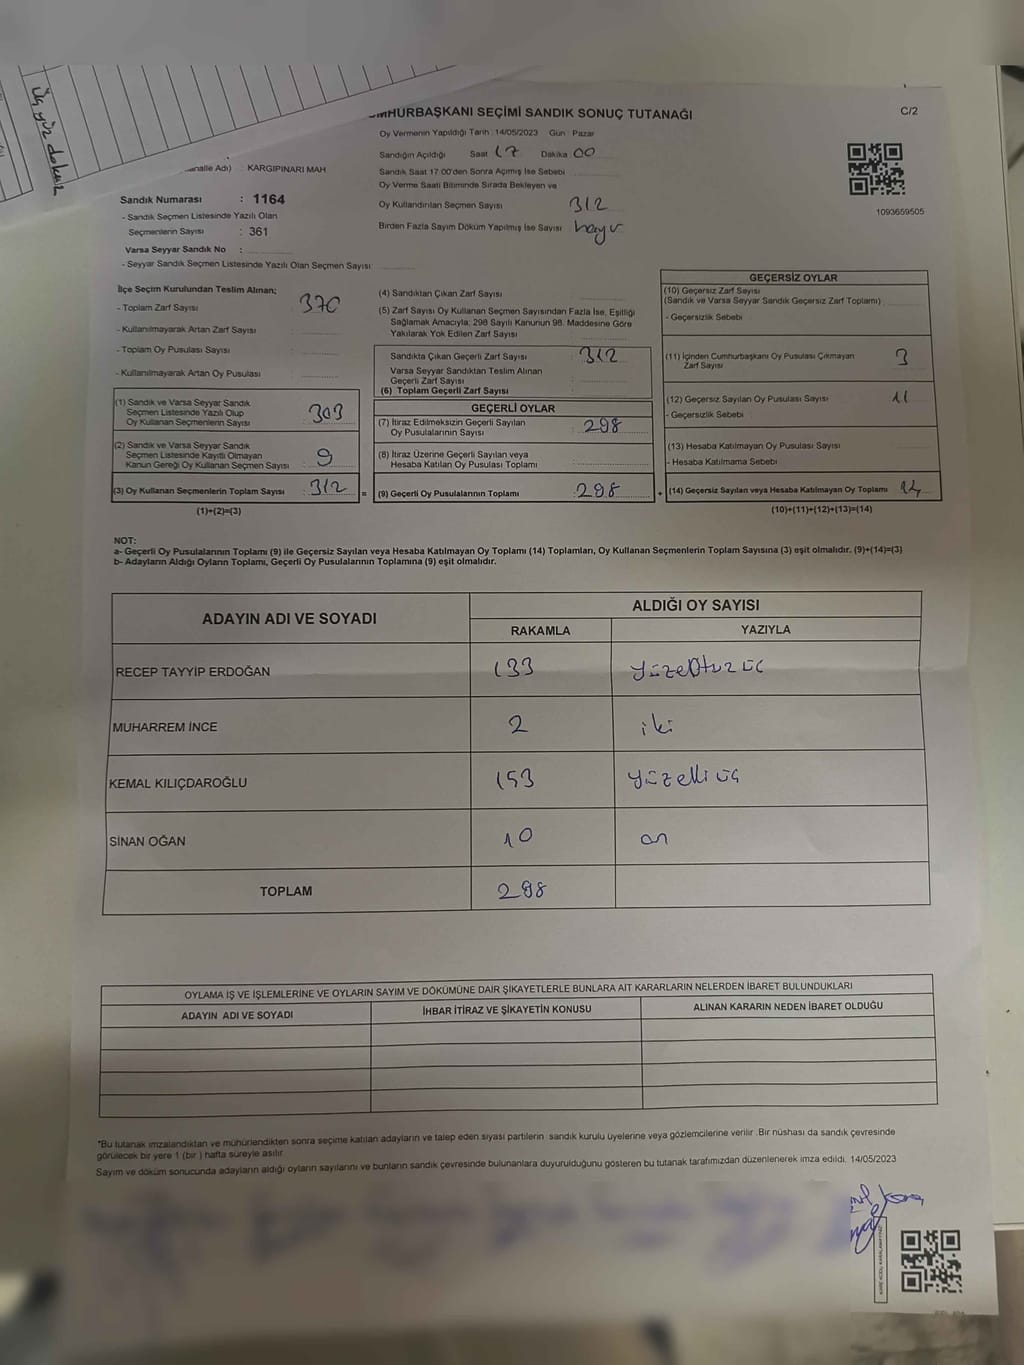 Üç yüz dokuz
MHURBAŞKANI SEÇİMİ SANDIK SONUÇ TUTANAĞI
C/2
Oy Vermenin Yapıldığı Tarih : 14/05/2023 Gün : Pazar
Sandığın Açıldığı Saat 17 Dakika 00
Sandık Saat 17:00'den Sonra Açımış İse Sebebi
Oy Verme Saati Bitiminde Sırada Bekleyen ve
Oy Kullandırılan Seçmen Sayısı 312
Birden Fazla Sayım Döküm Yapılmış İse Sayısı hayır
1093659505
Adı) : KARGIPINARI MAH
Sandık Numarası : 1164
- Sandık Seçmen Listesinde Yazılı Olan
Seçmenlerin Sayısı : 361
Varsa Seyyar Sandık No :
- Seyyar Sandık Seçmen Listesinde Yazılı Olan Seçmen Sayısı:
İlçe Seçim Kurulundan Teslim Alınan;
- Toplam Zarf Sayısı : 370
- Kullanılmayarak Artan Zarf Sayısı :
- Toplam Oy Pusulası Sayısı :
- Kullanılmayarak Artan Oy Pusulası :
(1) Sandık ve Varsa Seyyar Sandık
Seçmen Listesinde Yazılı Olup
Oy Kullanan Seçmenlerin Sayısı : 303
(2) Sandık ve Varsa Seyyar Sandık
Seçmen Listesinde Kayıtlı Olmayan
Kanun Gereği Oy Kullanan Seçmen Sayısı : 9
(3) Oy Kullanan Seçmenlerin Toplam Sayısı : 312 =
(1)+(2)=(3)
(4) Sandıktan Çıkan Zarf Sayısı :
(5) Zarf Sayısı Oy Kullanan Seçmen Sayısından Fazla İse, Eşitliği
Sağlamak Amacıyla; 298 Sayılı Kanunun 98. Maddesine Göre
Yakılarak Yok Edilen Zarf Sayısı :
Sandıkta Çıkan Geçerli Zarf Sayısı : 312
Varsa Seyyar Sandıktan Teslim Alınan
Geçerli Zarf Sayısı :
(6) Toplam Geçerli Zarf Sayısı :
GEÇERLİ OYLAR
(7) İtiraz Edilmeksizin Geçerli Sayılan
Oy Pusulalarının Sayısı : 298
(8) İtiraz Üzerine Geçerli Sayılan veya
Hesaba Katılan Oy Pusulası Toplamı :
(9) Geçerli Oy Pusulalarının Toplamı : 298 +
GEÇERSİZ OYLAR
(10) Geçersiz Zarf Sayısı
(Sandık ve Varsa Seyyar Sandık Geçersiz Zarf Toplamı) :
- Geçersizlik Sebebi :
(11) İçinden Cumhurbaşkanı Oy Pusulası Çıkmayan
Zarf Sayısı : 3
(12) Geçersiz Sayılan Oy Pusulası Sayısı : 11
- Geçersizlik Sebebi :
(13) Hesaba Katılmayan Oy Pusulası Sayısı :
- Hesaba Katılmama Sebebi :
(14) Geçersiz Sayılan veya Hesaba Katılmayan Oy Toplamı : 14
(10)+(11)+(12)+(13)=(14)
NOT:
a- Geçerli Oy Pusulalarının Toplamı (9) ile Geçersiz Sayılan veya Hesaba Katılmayan Oy Toplamı (14) Toplamları, Oy Kullanan Seçmenlerin Toplam Sayısına (3) eşit olmalıdır. (9)+(14)=(3)
b- Adayların Aldığı Oyların Toplamı, Geçerli Oy Pusulalarının Toplamına (9) eşit olmalıdır.
ADAYIN ADI VE SOYADI ALDIĞI OY SAYISI
RAKAMLA YAZIYLA
RECEP TAYYİP ERDOĞAN 133 yüzeOtuz üç
MUHARREM İNCE 2 iki
KEMAL KILIÇDAROĞLU 153 yüzelli üç
SİNAN OĞAN 10 on
TOPLAM 298
OYLAMA İŞ VE İŞLEMLERİNE VE OYLARIN SAYIM VE DÖKÜMÜNE DAİR ŞİKAYETLERLE BUNLARA AİT KARARLARIN NELERDEN İBARET BULUNDUKLARI
ADAYIN ADI VE SOYADI İHBAR İTİRAZ VE ŞİKAYETİN KONUSU ALINAN KARARIN NEDEN İBARET OLDUĞU
*Bu tutanak imzalandıktan ve mühürlendikten sonra seçime katılan adayların ve talep eden siyasi partilerin sandık kurulu üyelerine veya gözlemcilerine verilir .Bir nüshası da sandık çevresinde
görülecek bir yere 1 (bir ) hafta süreyle asılır.
Sayım ve döküm sonucunda adayların aldığı oyların sayılarını ve bunların sandık çevresinde bulunanlara duyurulduğunu gösteren bu tutanak tarafımızdan düzenlenerek imza edildi. 14/05/2023